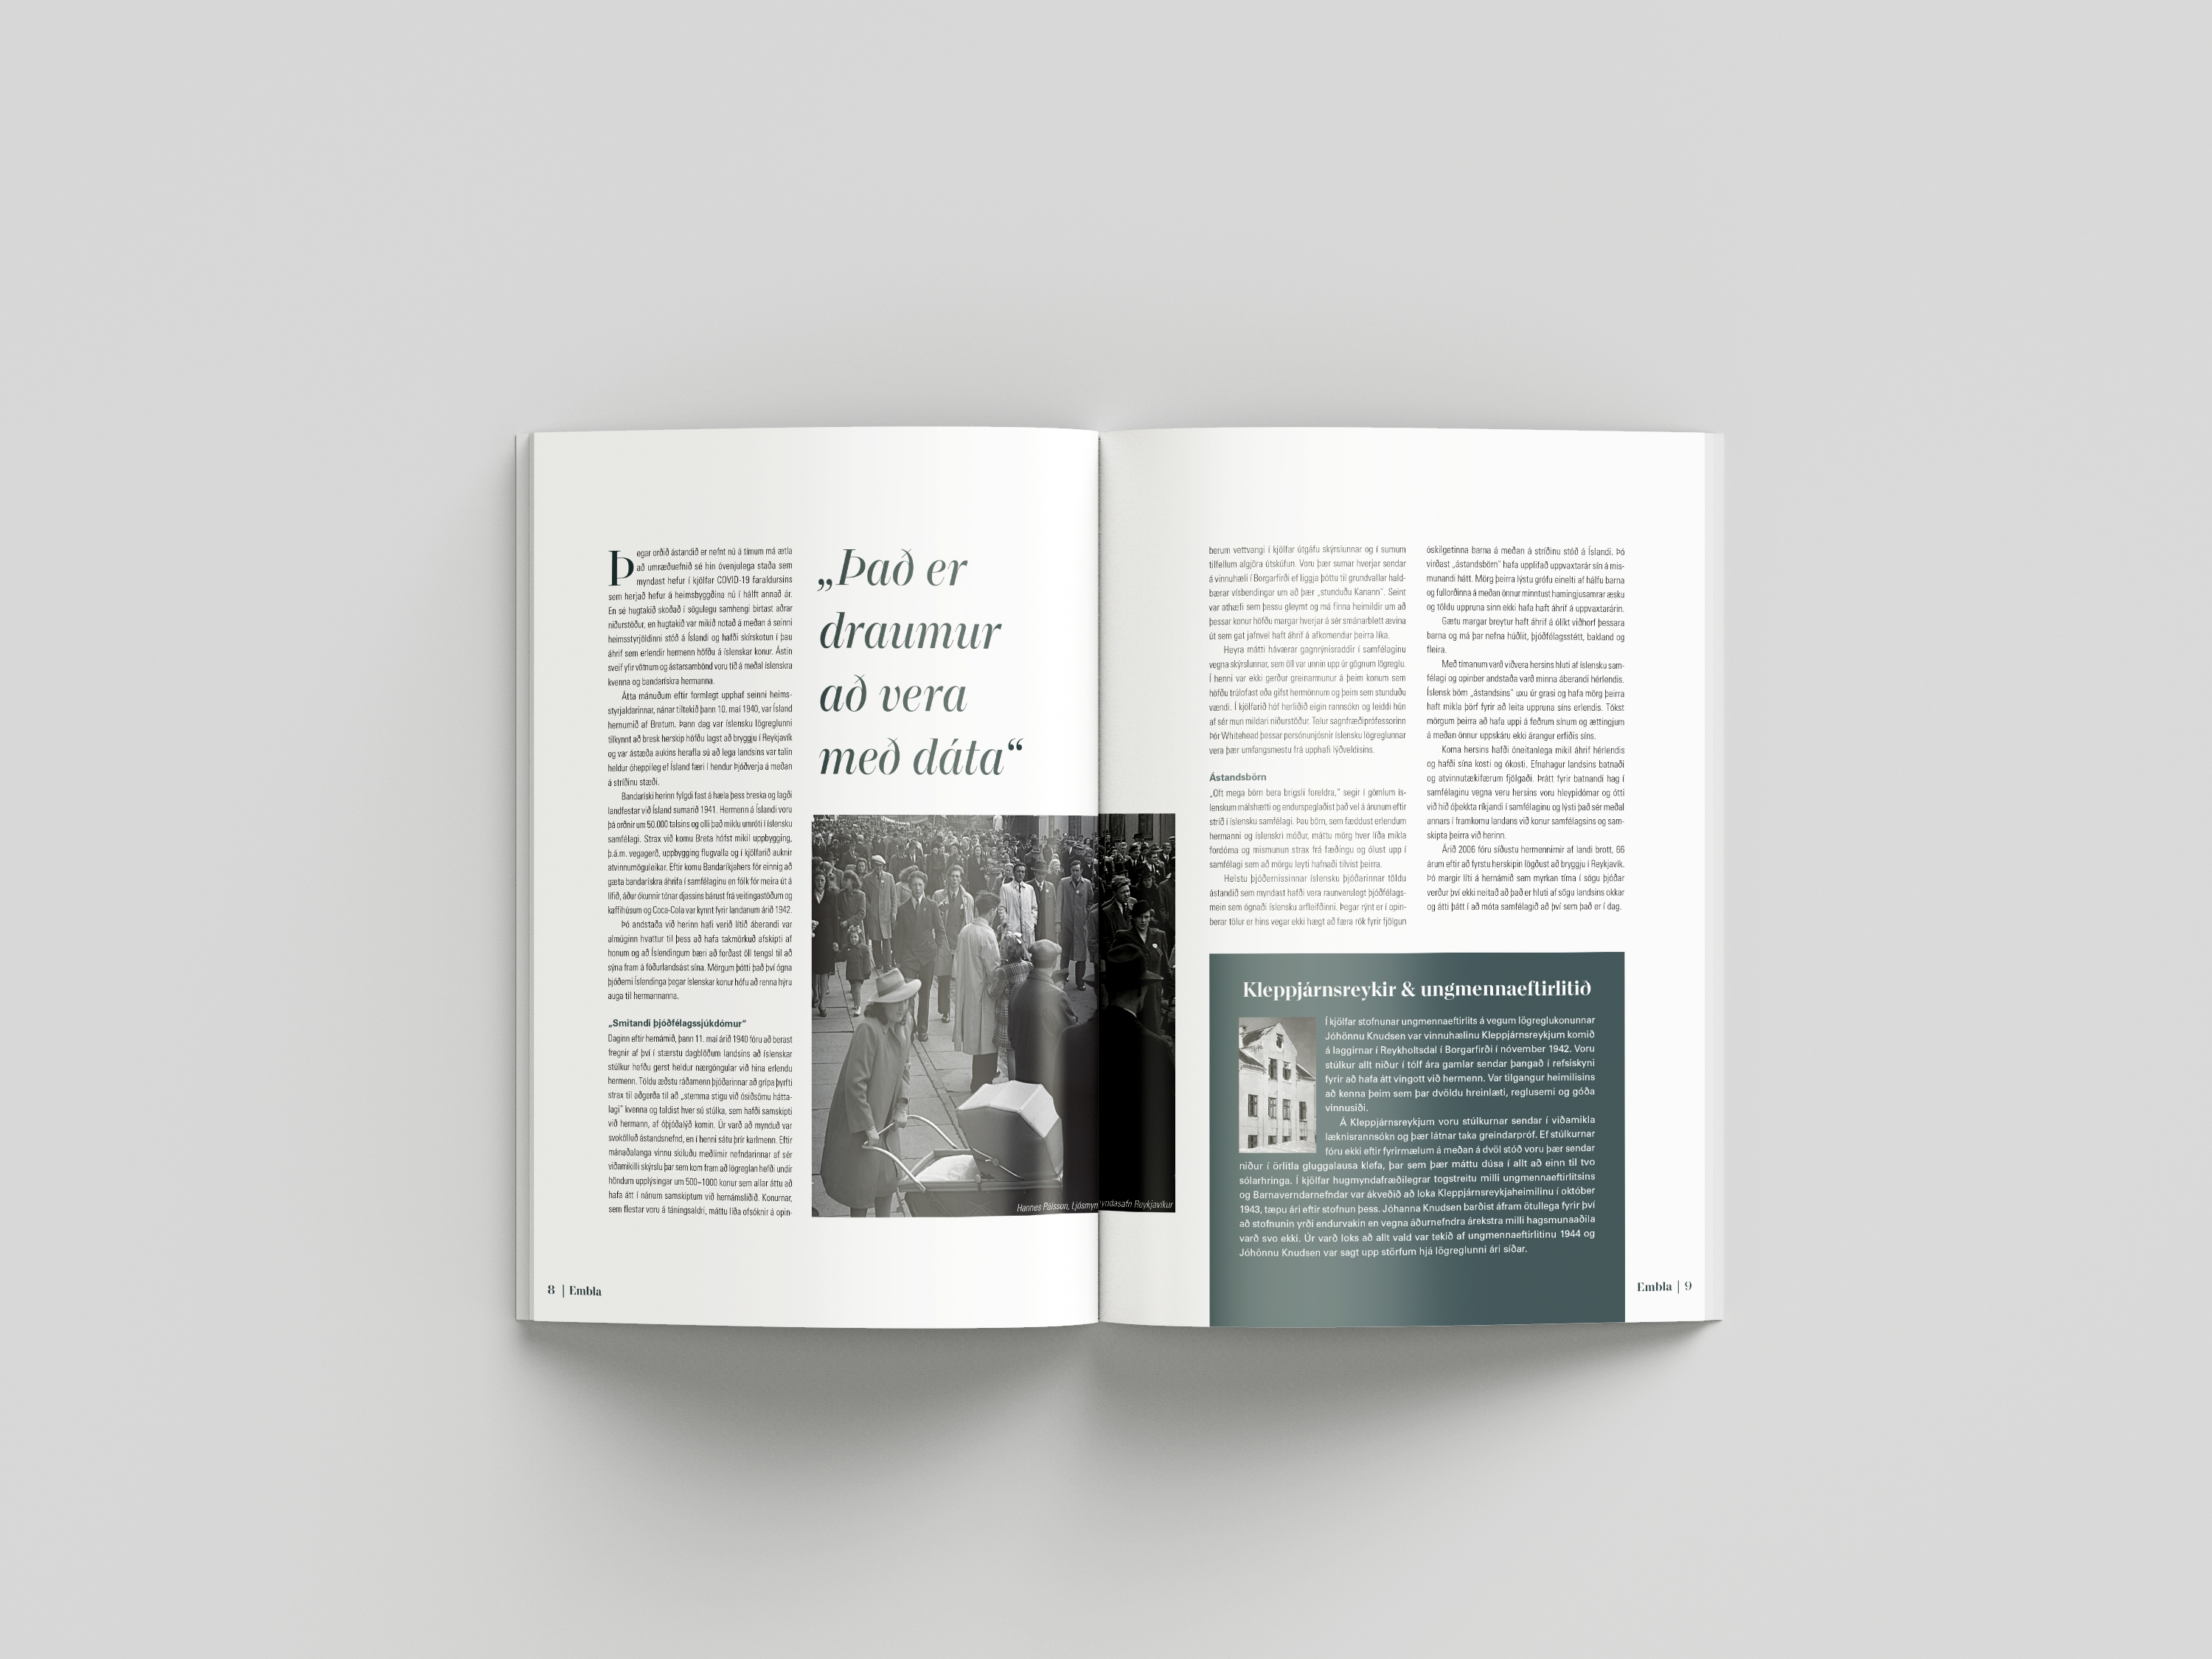 Þegar orðið ástandið er nefnt nú á tímum má ætla
að umræðuefnið sé hin óvenjulega staða sem
myndast hefur í kjölfar COVID-19 faraldursins
sem herjað hefur á heimsbyggðina nú í hálft annað ár.
En sé hugtakið skoðað í sögulegu samhengi birtast aðrar
niðurstöður, en hugtakið var mikið notað á meðan á seinni
heimsstyrjöldinni stóð á Íslandi og hafði skírskotun í þau
áhrif sem erlendir hermenn höfðu á íslenskar konur. Ástin
sveif yfir vötnum og ástarsambönd voru tíð á meðal íslenskra
kvenna og bandarískra hermanna.
Átta mánuðum eftir formlegt upphaf seinni heims-
styrjaldarinnar, nánar tiltekið þann 10. maí 1940, var Ísland
hernumið af Bretum. Þann dag var íslensku lögreglunni
tilkynnt að bresk herskip höfðu lagst að bryggju í Reykjavík
og var ástæða aukins herafla sú að lega landsins var talin
heldur óheppileg ef Ísland færi í hendur Þjóðverja á meðan
á stríðinu stæði.
Bandaríski herinn fylgdi fast á hæla þess breska og lagði
landfestar við Ísland sumarið 1941. Hermenn á Íslandi voru
þá orðnir um 50.000 talsins og olli það miklu umróti í íslensku
samfélagi. Strax við komu Breta hófst mikil uppbygging,
þ.á.m. vegagerð, uppbygging flugvalla og í kjölfarið auknir
atvinnumöguleikar. Eftir komu Bandaríkjahers fór einnig að
gæta bandarískra áhrifa í samfélaginu en fólk fór meira út á
lífið, áður ókunnir tónar djassins bárust frá veitingastöðum og
kaffihúsum og Coca-Cola var kynnt fyrir landanum árið 1942.
Þó andstaða við herinn hafi verið lítið áberandi var
almúginn hvattur til þess að hafa takmörkuð afskipti af
honum og að Íslendingum bæri að forðast öll tengsl til að
sýna fram á föðurlandsást sína. Mörgum þótti það því ógna
þjóðerni Íslendinga þegar íslenskar konur hófu að renna hýru
auga til hermannanna.
„Smitandi þjóðfélagssjúkdómur“
Daginn eftir hernámið, þann 11. maí árið 1940 fóru að berast
fregnir af því í stærstu dagblöðum landsins að íslenskar
stúlkur hefðu gerst heldur nærgöngular við hina erlendu
hermenn. Töldu æðstu ráðamenn þjóðarinnar að grípa þyrfti
strax til aðgerða til að „stemma stigu við ósiðsömu hátta-
lagi“ kvenna og taldist hver sú stúlka, sem hafði samskipti
við hermann, af óþjóðalýð komin. Úr varð að mynduð var
svokölluð ástandsnefnd, en í henni sátu þrír karlmenn. Eftir
mánaðalanga vinnu skiluðu meðlimir nefndarinnar af sér
viðamikilli skýrslu þar sem kom fram að lögreglan hefði undir
höndum upplýsingar um 500–1000 konur sem allar áttu að
hafa átt í nánum samskiptum við hernámsliðið. Konurnar,
sem flestar voru á táningsaldri, máttu líða ofsóknir á opin-
„Það er
draumur
að vera
með dáta“
Hannes Pálsson, Ljósmyndasafn Reykjavíkur
8 | Embla
berum vettvangi í kjölfar útgáfu skýrslunnar og í sumum
tilfellum algjöra útskúfun. Voru þær sumar hverjar sendar
á vinnuhæli í Borgarfirði ef liggja þóttu til grundvallar hald-
bærar vísbendingar um að þær „stunduðu Kanann“. Seint
var athæfi sem þessu gleymt og má finna heimildir um að
þessar konur höfðu margar hverjar á sér smánarblett ævina
út sem gat jafnvel haft áhrif á afkomendur þeirra líka.
Heyra mátti háværar gagnrýnisraddir í samfélaginu
vegna skýrslunnar, sem öll var unnin upp úr gögnum lögreglu.
Í henni var ekki gerður greinarmunur á þeim konum sem
höfðu trúlofast eða gifst hermönnum og þeim sem stunduðu
vændi. Í kjölfarið hóf herliðið eigin rannsókn og leiddi hún
af sér mun mildari niðurstöður. Telur sagnfræðiprófessorinn
Þór Whitehead þessar persónunjósnir íslensku lögreglunnar
vera þær umfangsmestu frá upphafi lýðveldisins.
Ástandsbörn
„Oft mega börn bera brigsli foreldra,“ segir í gömlum ís-
lenskum málshætti og endurspeglaðist það vel á árunum eftir
stríð í íslensku samfélagi. Þau börn, sem fæddust erlendum
hermanni og íslenskri móður, máttu mörg hver líða mikla
fordóma og mismunun strax frá fæðingu og ólust upp í
samfélagi sem að mörgu leyti hafnaði tilvist þeirra.
Helstu þjóðernissinnar íslensku þjóðarinnar töldu
ástandið sem myndast hafði vera raunverulegt þjóðfélags-
mein sem ógnaði íslensku arfleifðinni. Þegar rýnt er í opin-
berar tölur er hins vegar ekki hægt að færa rök fyrir fjölgun
óskilgetinna barna á meðan á stríðinu stóð á Íslandi. Þó
virðast „ástandsbörn“ hafa upplifað uppvaxtarár sín á mis-
munandi hátt. Mörg þeirra lýstu grófu einelti af hálfu barna
og fullorðinna á meðan önnur minntust hamingjusamrar æsku
og töldu uppruna sinn ekki hafa haft áhrif á uppvaxtarárin.
Gætu margar breytur haft áhrif á ólíkt viðhorf þessara
barna og má þar nefna húðlit, þjóðfélagsstétt, bakland og
fleira.
Með tímanum varð viðvera hersins hluti af íslensku sam-
félagi og opinber andstaða varð minna áberandi hérlendis.
Íslensk börn „ástandsins“ uxu úr grasi og hafa mörg þeirra
haft mikla þörf fyrir að leita uppruna síns erlendis. Tókst
mörgum þeirra að hafa uppi á feðrum sínum og ættingjum
á meðan önnur uppskáru ekki árangur erfiðis síns.
Koma hersins hafði óneitanlega mikil áhrif hérlendis
og hafði sína kosti og ókosti. Efnahagur landsins batnaði
og atvinnutækifærum fjölgaði. Þrátt fyrir batnandi hag í
samfélaginu vegna veru hersins voru hleypidómar og ótti
við hið óþekkta ríkjandi í samfélaginu og lýsti það sér meðal
annars í framkomu landans við konur samfélagsins og sam-
skipta þeirra við herinn.
Árið 2006 fóru síðustu hermennirnir af landi brott, 66
árum eftir að fyrstu herskipin lögðust að bryggju í Reykjavík.
Þó margir líti á hernámið sem myrkan tíma í sögu þjóðar
verður því ekki neitað að það er hluti af sögu landsins okkar
og átti þátt í að móta samfélagið að því sem það er í dag.
Kleppjárnsreykir & ungmennaeftirlitið
Í kjölfar stofnunar ungmennaeftirlits á vegum lögreglukonunnar
Jóhönnu Knudsen var vinnuhælinu Kleppjárnsreykjum komið
á laggirnar í Reykholtsdal í Borgarfirði í nóvember 1942. Voru
stúlkur allt niður í tólf ára gamlar sendar þangað í refsiskyni
fyrir að hafa átt vingott við hermenn. Var tilgangur heimilisins
að kenna þeim sem þar dvöldu hreinlæti, reglusemi og góða
vinnusiði.
Á Kleppjárnsreykjum voru stúlkurnar sendar í viðamikla
læknisrannsókn og þær látnar taka greindarpróf. Ef stúlkurnar
fóru ekki eftir fyrirmælum á meðan á dvöl stóð voru þær sendar
niður í örlitla gluggalausa klefa, þar sem þær máttu dúsa í allt að einn til tvo
sólarhringa. Í kjölfar hugmyndafræðilegrar togstreitu milli ungmennaeftirlitsins
og Barnaverndarnefndar var ákveðið að loka Kleppjárnsreykjaheimilinu í október
1943, tæpu ári eftir stofnun þess. Jóhanna Knudsen barðist áfram ötullega fyrir því
að stofnunin yrði endurvakin en vegna áðurnefndra árekstra milli hagsmunaaðila
varð svo ekki. Úr varð loks að allt vald var tekið af ungmennaeftirlitinu 1944 og
Jóhönnu Knudsen var sagt upp störfum hjá lögreglunni ári síðar.
Embla | 9